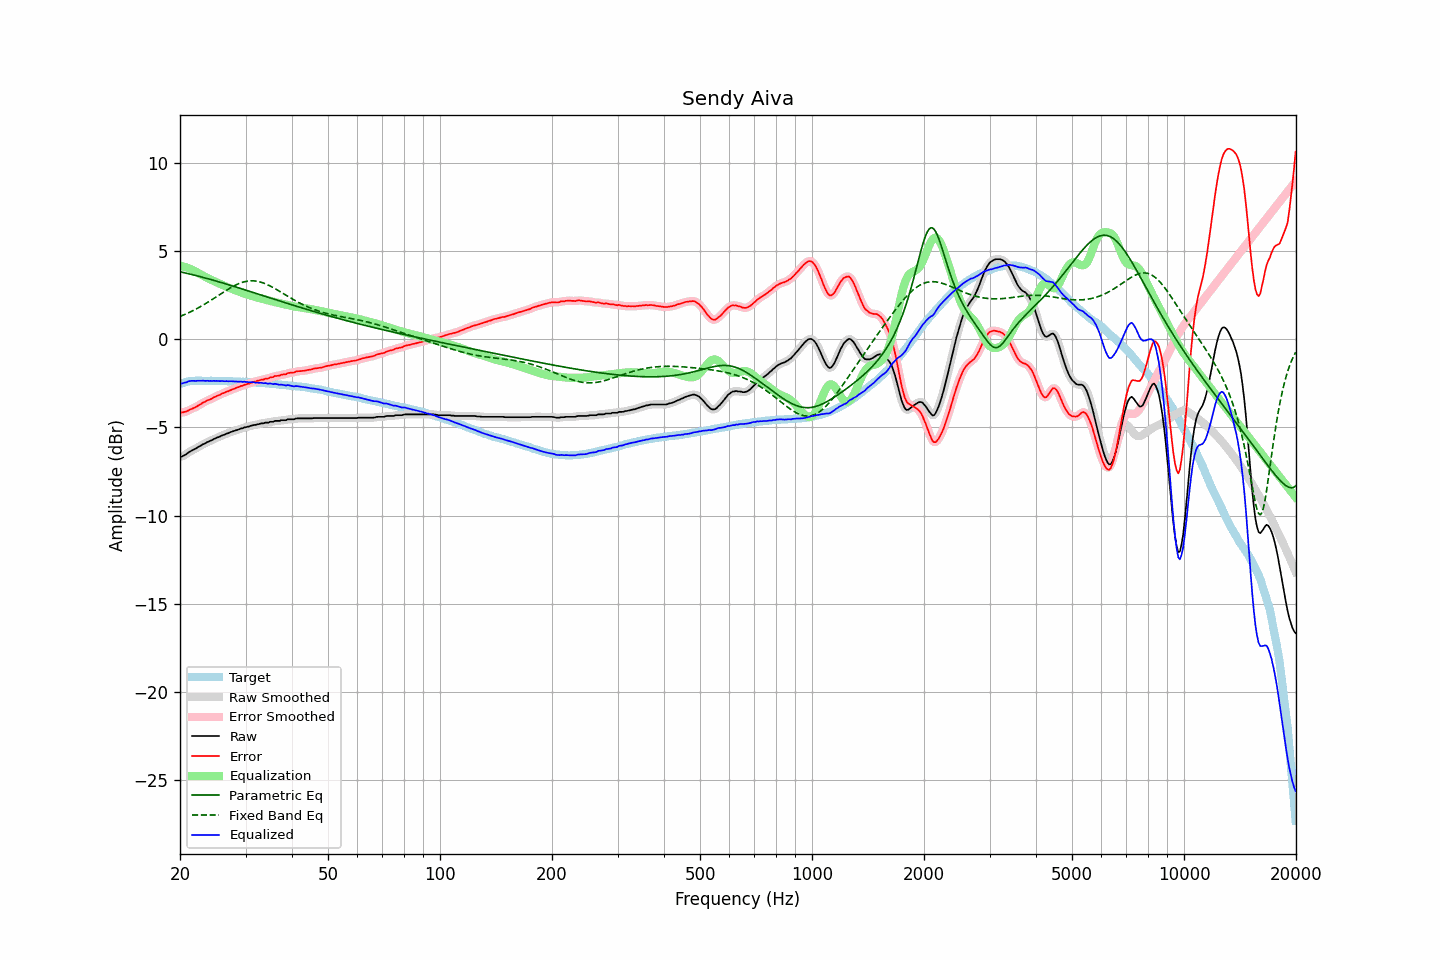 Sendy Aiva
Amplitude (dBr)
10
5
0
−5
−10
−15
−20
−25
Target
Raw Smoothed
Error Smoothed
Raw
Error
Equalization
Parametric Eq
Fixed Band Eq
Equalized
20 50 100 200 500 1000 2000 5000 10000 20000
Frequency (Hz)